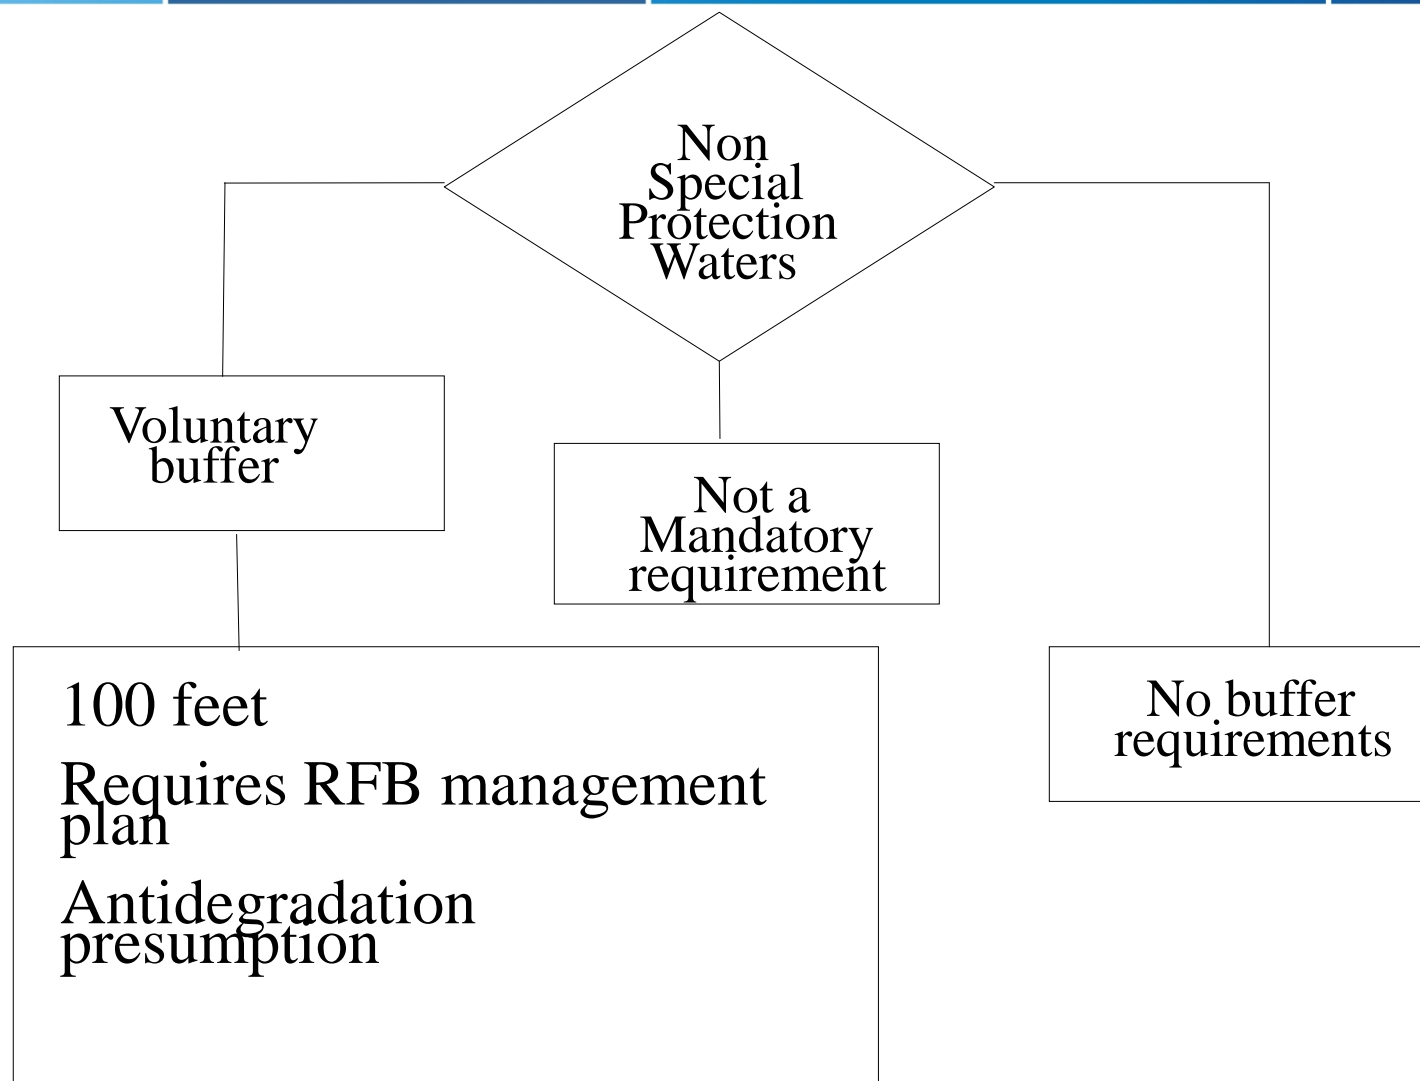 Non
Special
Protection
Waters
Voluntary
buffer
Not a
Mandatory
requirement
100 feet
Requires RFB management
plan
Antidegradation
presumption
No buffer
requirements